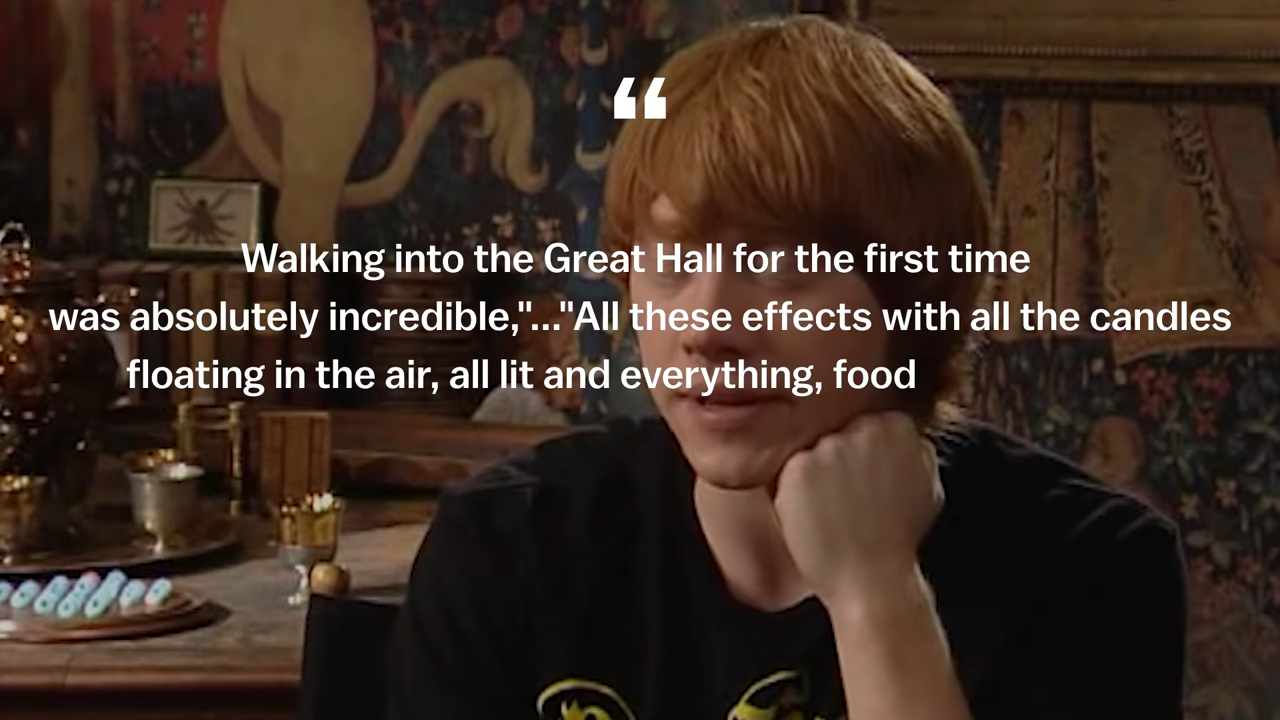 “
Walking into the Great Hall for the first time
was absolutely incredible,"..."All these effects with all the candles
floating in the air, all lit and everything, food